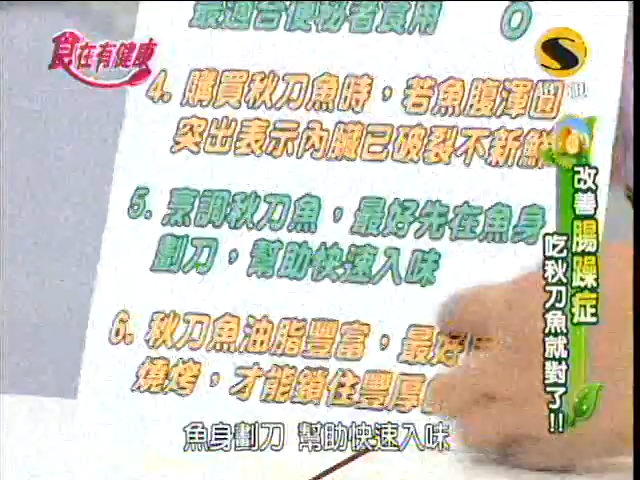 食在有健康
最適合便秘者食用 O
4. 購買秋刀魚時，若魚腹渾圓
突出表示內臟已破裂不新鮮
5. 烹調秋刀魚，最好先在魚身
劃刀，幫助快速入味
6. 秋刀魚油脂豐富，最好
燒烤，才能鎖住豐厚
改善腸躁症
吃秋刀魚就對了!!
魚身劃刀 幫助快速入味